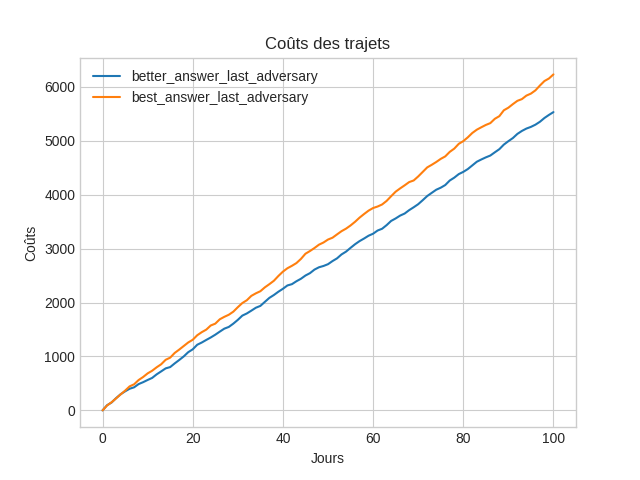 Coûts des trajets
better_answer_last_adversary
best_answer_last_adversary
6000
5000
4000
3000
2000
1000
0
Coûts
0 20 40 60 80 100
Jours